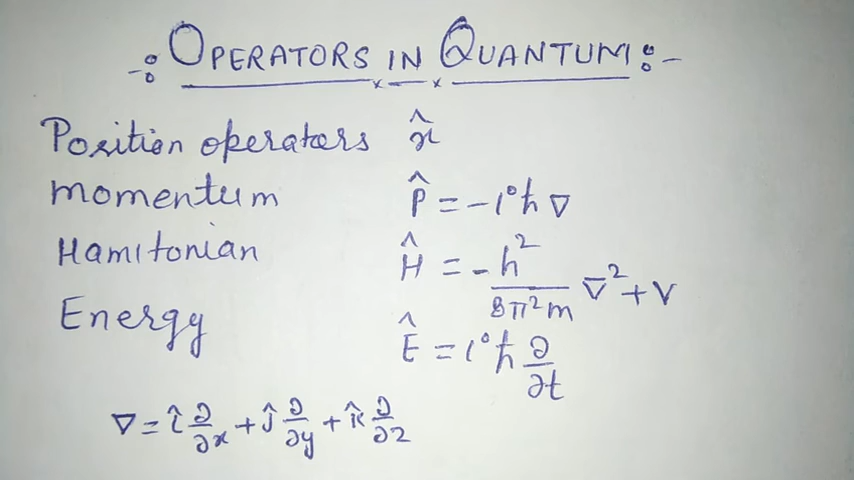 -: OPERATORS IN QUANTUM :-
Position operators x̂
Momentum P̂ = -iħ∇
Hamitonian Ĥ = -h²/8π²m ∇² + V
Energy Ê = iħ ∂/∂t
∇ = î ∂/∂x + ĵ ∂/∂y + k̂ ∂/∂z